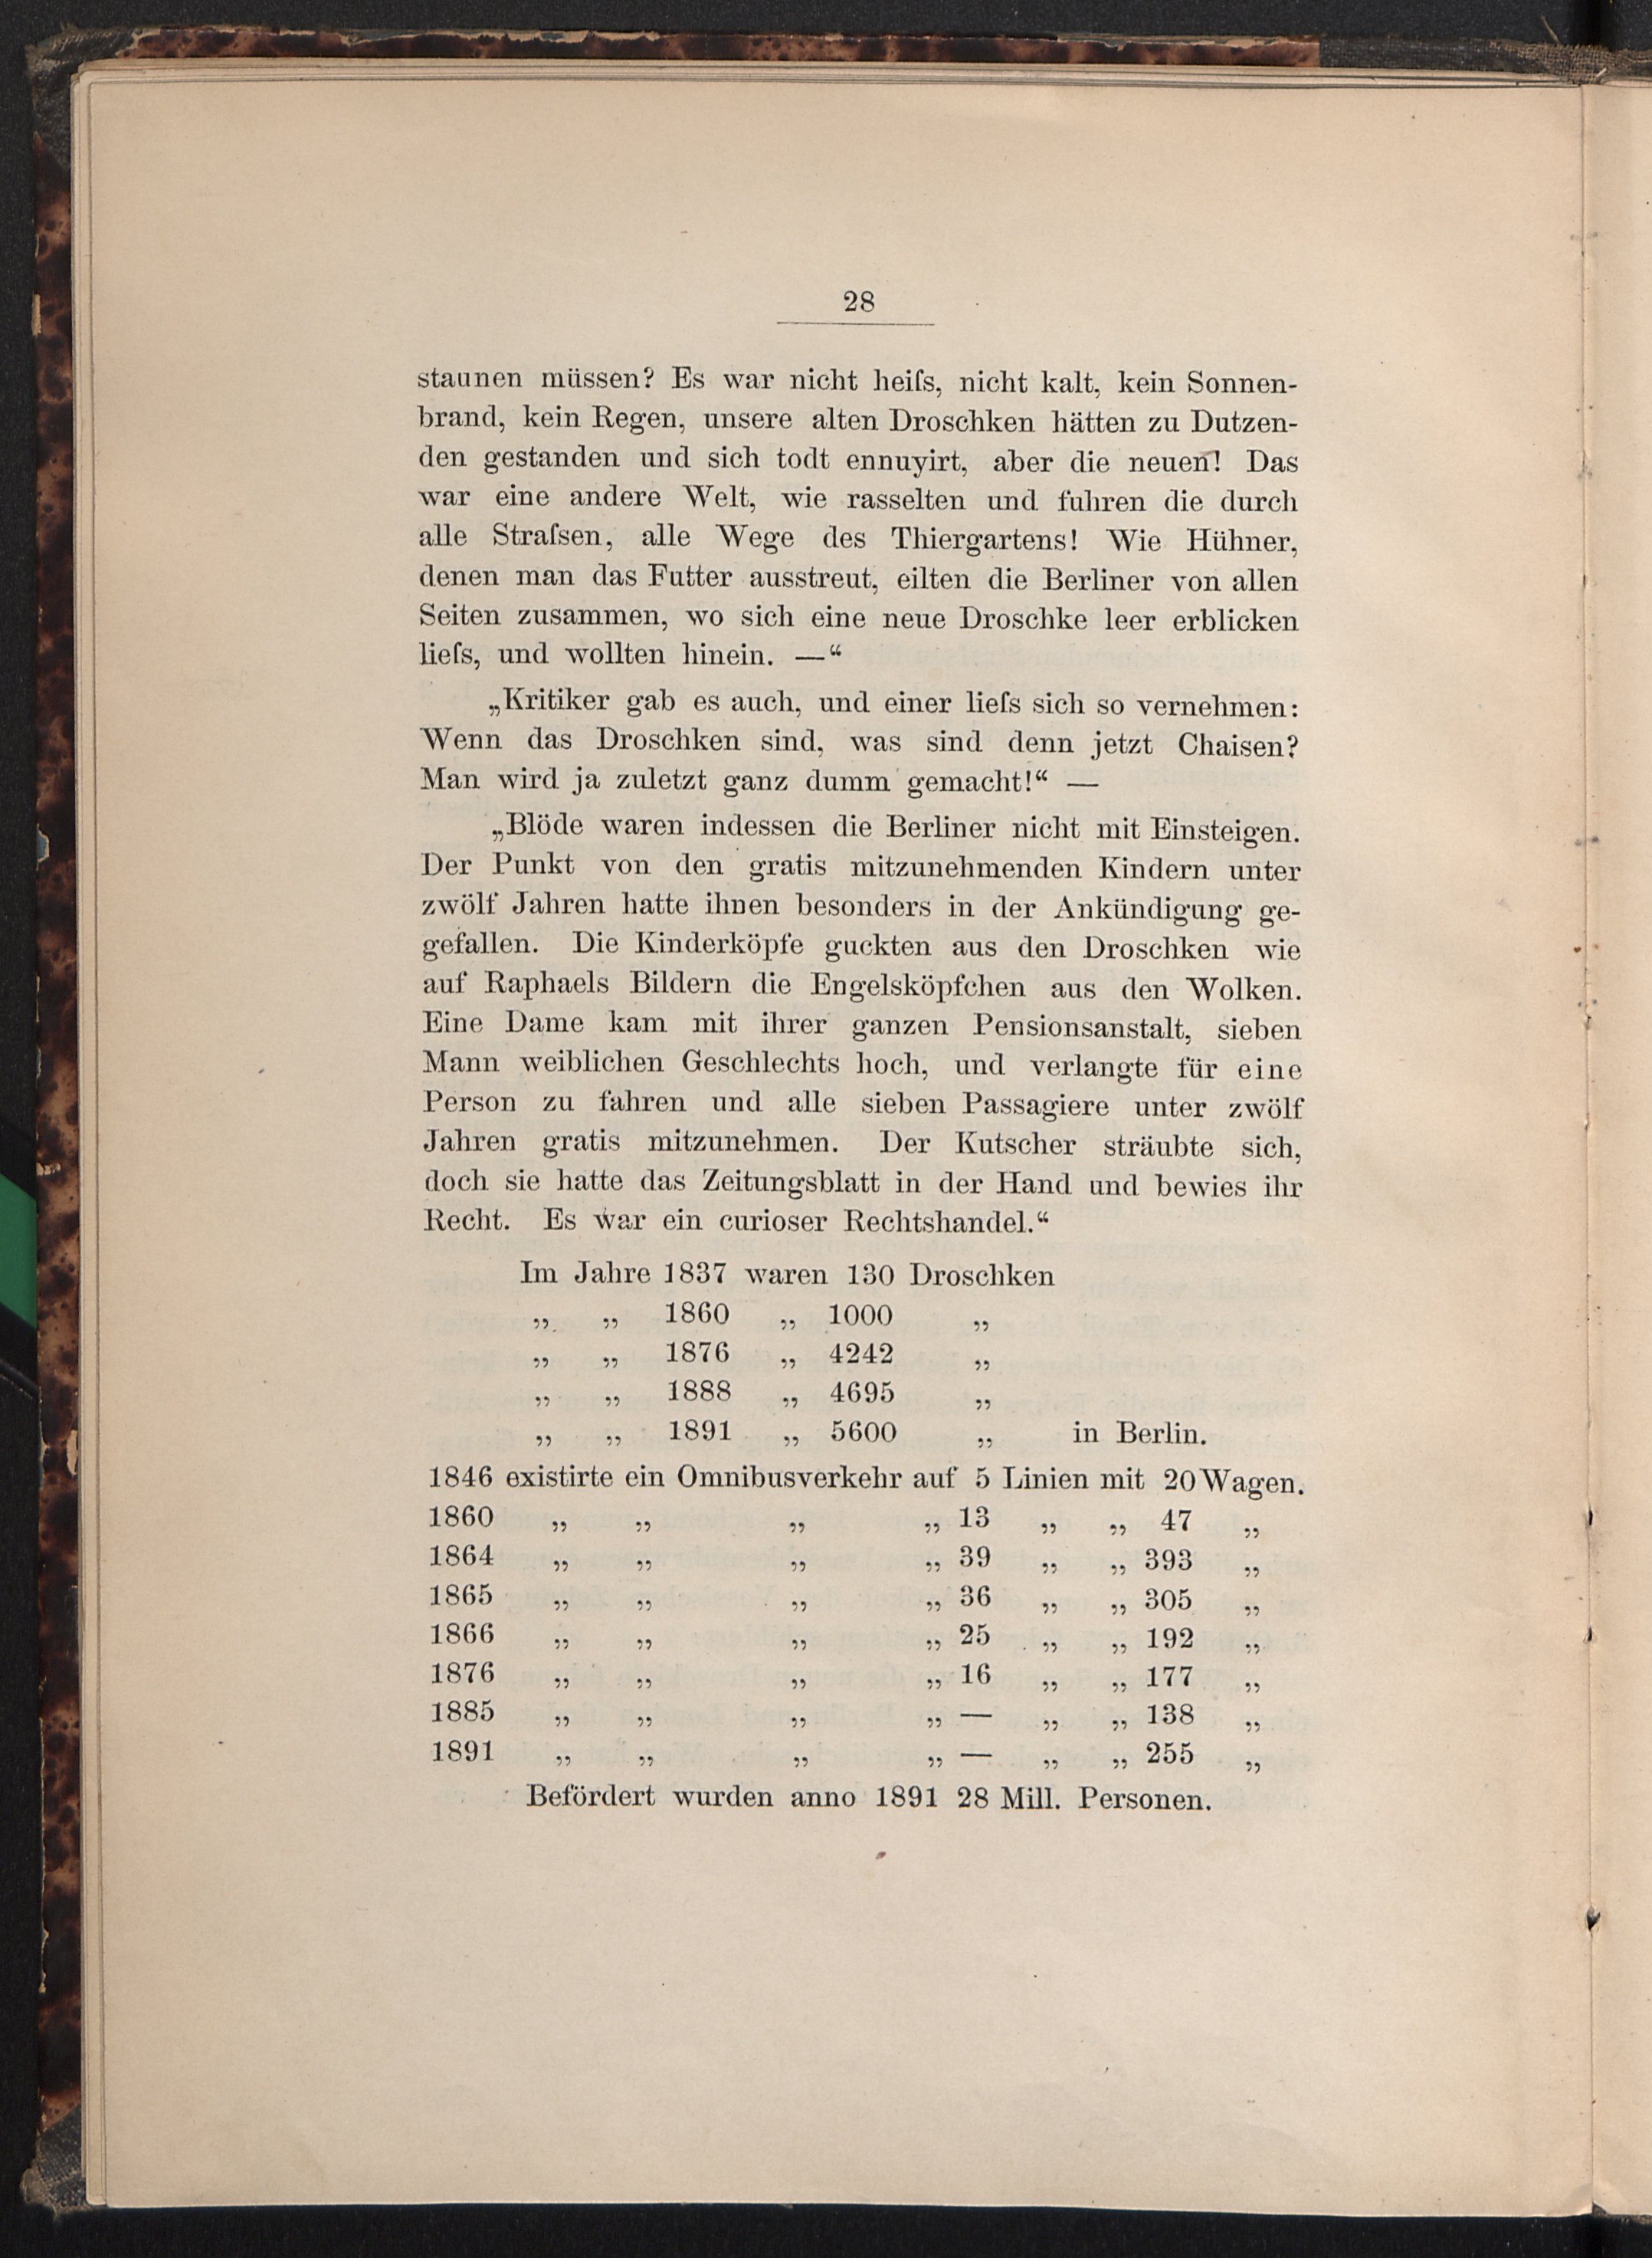 28
staunen müssen? Es war nicht heiſs, nicht kalt, kein Sonnen-
brand, kein Regen, unsere alten Droschken hätten zu Dutzen-
den gestanden und sich todt ennuyirt, aber die neuen! Das
war eine andere Welt, wie rasselten und fuhren die durch
alle Straſsen, alle Wege des Thiergartens! Wie Hühner,
denen man das Futter ausstreut, eilten die Berliner von allen
Seiten zusammen, wo sich eine neue Droschke leer erblicken
lieſs, und wollten hinein. —“
„Kritiker gab es auch, und einer lieſs sich so vernehmen:
Wenn das Droschken sind, was sind denn jetzt Chaisen?
Man wird ja zuletzt ganz dumm gemacht!“ —
„Blöde waren indessen die Berliner nicht mit Einsteigen.
Der Punkt von den gratis mitzunehmenden Kindern unter
zwölf Jahren hatte ihnen besonders in der Ankündigung ge-
gefallen. Die Kinderköpfe guckten aus den Droschken wie
auf Raphaels Bildern die Engelsköpfchen aus den Wolken.
Eine Dame kam mit ihrer ganzen Pensionsanstalt, sieben
Mann weiblichen Geschlechts hoch, und verlangte für eine
Person zu fahren und alle sieben Passagiere unter zwölf
Jahren gratis mitzunehmen. Der Kutscher sträubte sich,
doch sie hatte das Zeitungsblatt in der Hand und bewies ihr
Recht. Es war ein curioser Rechtshandel.“
Im Jahre 1837 waren 130 Droschken
„ „ 1860 „ 1000 „
„ „ 1876 „ 4242 „
„ „ 1888 „ 4695 „
„ „ 1891 „ 5600 „ in Berlin.
1846 existirte ein Omnibusverkehr auf 5 Linien mit 20 Wagen.
1860 „ „ „ „ 13 „ „ 47 „
1864 „ „ „ „ 39 „ „ 393 „
1865 „ „ „ „ 36 „ „ 305 „
1866 „ „ „ „ 25 „ „ 192 „
1876 „ „ „ „ 16 „ „ 177 „
1885 „ „ „ „ — „ „ 138 „
1891 „ „ „ „ — „ „ 255 „
Befördert wurden anno 1891 28 Mill. Personen.